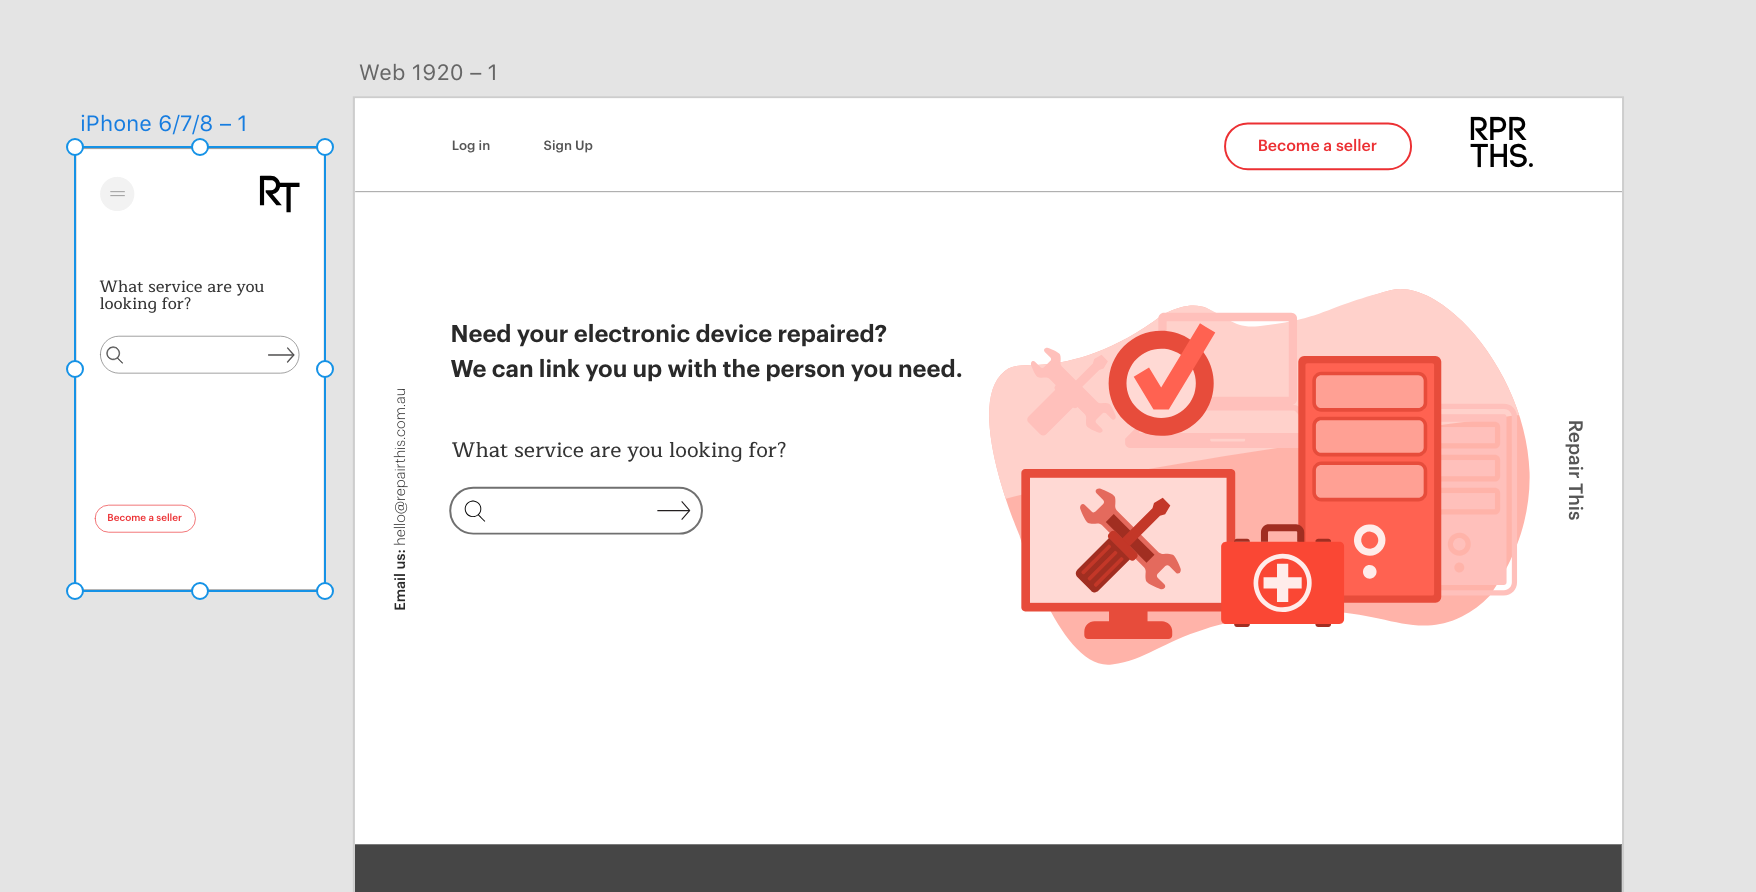 Web 1920 – 1
iPhone 6/7/8 – 1
RT
What service are you
looking for?
Become a seller
Log in
Sign Up
Become a seller
RPR
THS.
Need your electronic device repaired?
We can link you up with the person you need.
What service are you looking for?
Email us: hello@repairthis.com.au
Repair This